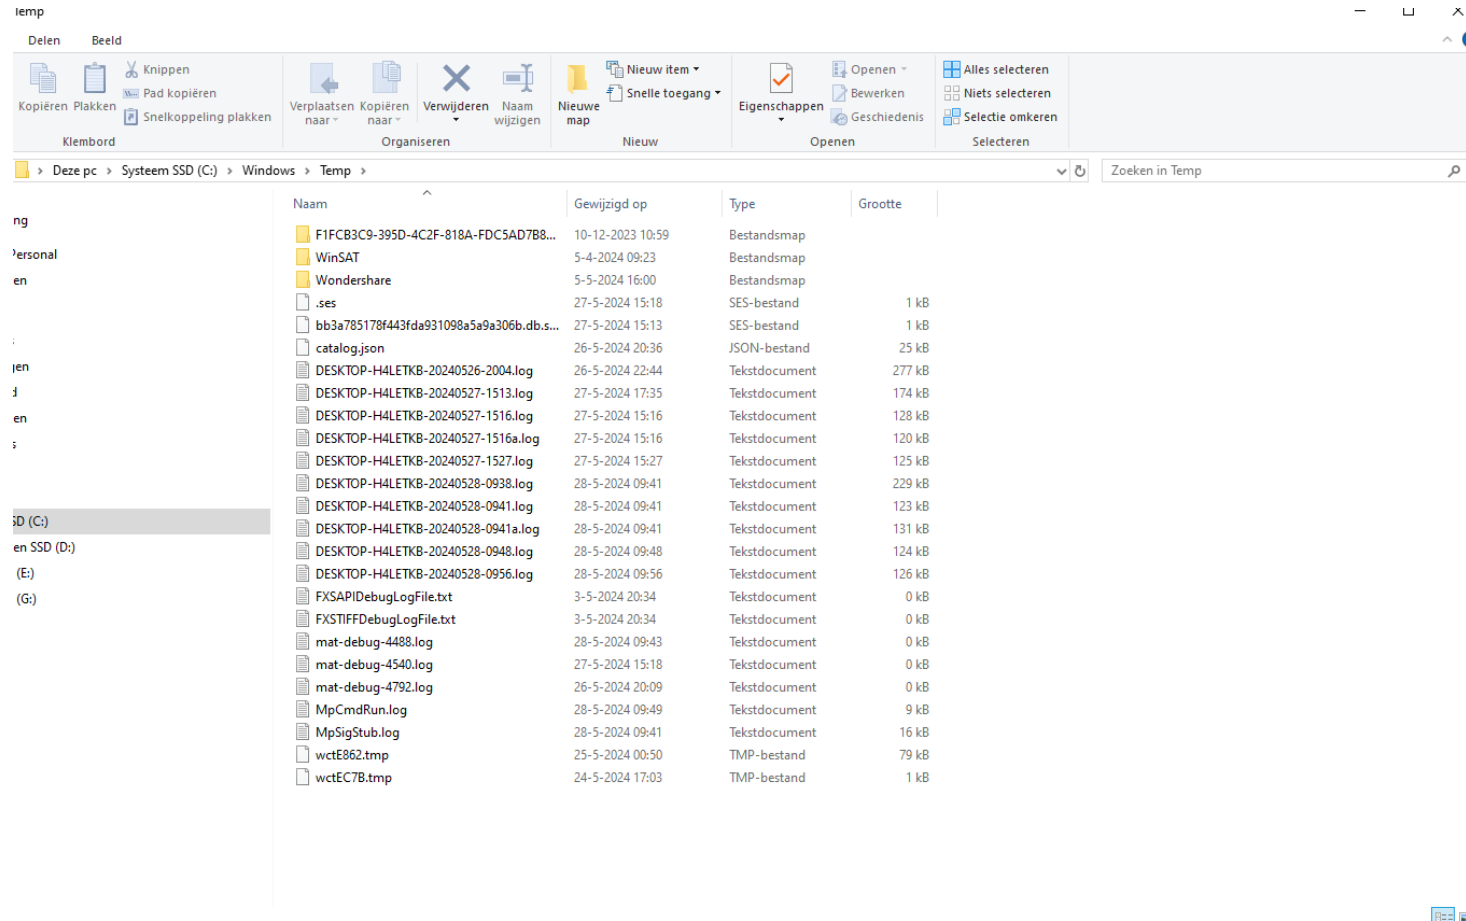 Temp
Delen Beeld
Kopiëren Plakken Knippen
Pad kopiëren
Snelkoppeling plakken
Klembord
Verplaatsen naar Kopiëren naar Verwijderen Naam wijzigen
Organiseren
Nieuwe map Nieuw item
Snelle toegang
Nieuw
Eigenschappen Openen
Bewerken
Geschiedenis
Openen
Alles selecteren
Niets selecteren
Selectie omkeren
Selecteren
Deze pc > Systeem SSD (C:) > Windows > Temp >
Zoeken in Temp
ng
Personal
en
en
SD (C:)
en SSD (D:)
(E:)
(G:)
Naam Gewijzigd op Type Grootte
F1FCB3C9-395D-4C2F-818A-FDC5AD7B8... 10-12-2023 10:59 Bestandsmap
WinSAT 5-4-2024 09:23 Bestandsmap
Wondershare 5-5-2024 16:00 Bestandsmap
.ses 27-5-2024 15:18 SES-bestand 1 kB
bb3a785178f443fda931098a5a9a306b.db.s... 27-5-2024 15:13 SES-bestand 1 kB
catalog.json 26-5-2024 20:36 JSON-bestand 25 kB
DESKTOP-H4LETKB-20240526-2004.log 26-5-2024 22:44 Tekstdocument 277 kB
DESKTOP-H4LETKB-20240527-1513.log 27-5-2024 17:35 Tekstdocument 174 kB
DESKTOP-H4LETKB-20240527-1516.log 27-5-2024 15:16 Tekstdocument 128 kB
DESKTOP-H4LETKB-20240527-1516a.log 27-5-2024 15:16 Tekstdocument 120 kB
DESKTOP-H4LETKB-20240527-1527.log 27-5-2024 15:27 Tekstdocument 125 kB
DESKTOP-H4LETKB-20240528-0938.log 28-5-2024 09:41 Tekstdocument 229 kB
DESKTOP-H4LETKB-20240528-0941.log 28-5-2024 09:41 Tekstdocument 123 kB
DESKTOP-H4LETKB-20240528-0941a.log 28-5-2024 09:41 Tekstdocument 131 kB
DESKTOP-H4LETKB-20240528-0948.log 28-5-2024 09:48 Tekstdocument 124 kB
DESKTOP-H4LETKB-20240528-0956.log 28-5-2024 09:56 Tekstdocument 126 kB
FXSAPIDebugLogFile.txt 3-5-2024 20:34 Tekstdocument 0 kB
FXSTIFFDebugLogFile.txt 3-5-2024 20:34 Tekstdocument 0 kB
mat-debug-4488.log 28-5-2024 09:43 Tekstdocument 0 kB
mat-debug-4540.log 27-5-2024 15:18 Tekstdocument 0 kB
mat-debug-4792.log 26-5-2024 20:09 Tekstdocument 0 kB
MpCmdRun.log 28-5-2024 09:49 Tekstdocument 9 kB
MpSigStub.log 28-5-2024 09:41 Tekstdocument 16 kB
wctE862.tmp 25-5-2024 00:50 TMP-bestand 79 kB
wctEC7B.tmp 24-5-2024 17:03 TMP-bestand 1 kB